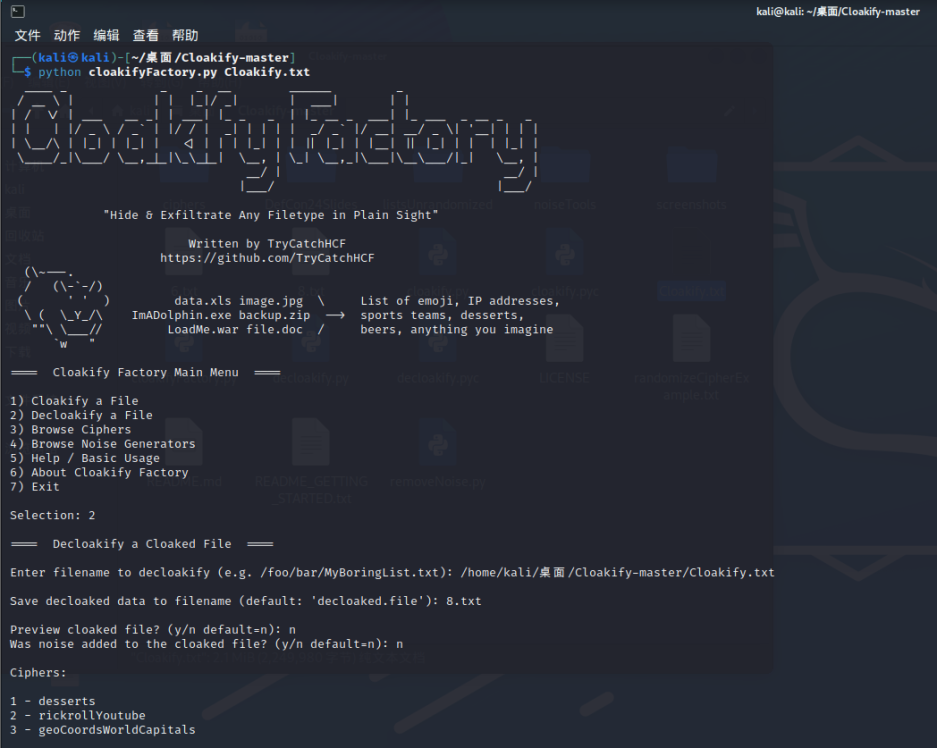 kali@kali: ~/桌面/Cloakify-master
文件 动作 编辑 查看 帮助
┌──(kali㉿kali)-[~/桌面/Cloakify-master]
└─$ python cloakifyFactory.py Cloakify.txt
Cloakify Factory
"Hide & Exfiltrate Any Filetype in Plain Sight"
Written by TryCatchHCF
https://github.com/TryCatchHCF
data.xls image.jpg \ List of emoji, IP addresses,
ImADolphin.exe backup.zip --> sports teams, desserts,
LoadMe.war file.doc / beers, anything you imagine
==== Cloakify Factory Main Menu ====
1) Cloakify a File
2) Decloakify a File
3) Browse Ciphers
4) Browse Noise Generators
5) Help / Basic Usage
6) About Cloakify Factory
7) Exit
Selection: 2
==== Decloakify a Cloaked File ====
Enter filename to decloakify (e.g. /foo/bar/MyBoringList.txt): /home/kali/桌面/Cloakify-master/Cloakify.txt
Save decloaked data to filename (default: 'decloaked.file'): 8.txt
Preview cloaked file? (y/n default=n): n
Was noise added to the cloaked file? (y/n default=n): n
Ciphers:
1 - desserts
2 - rickrollYoutube
3 - geoCoordsWorldCapitals